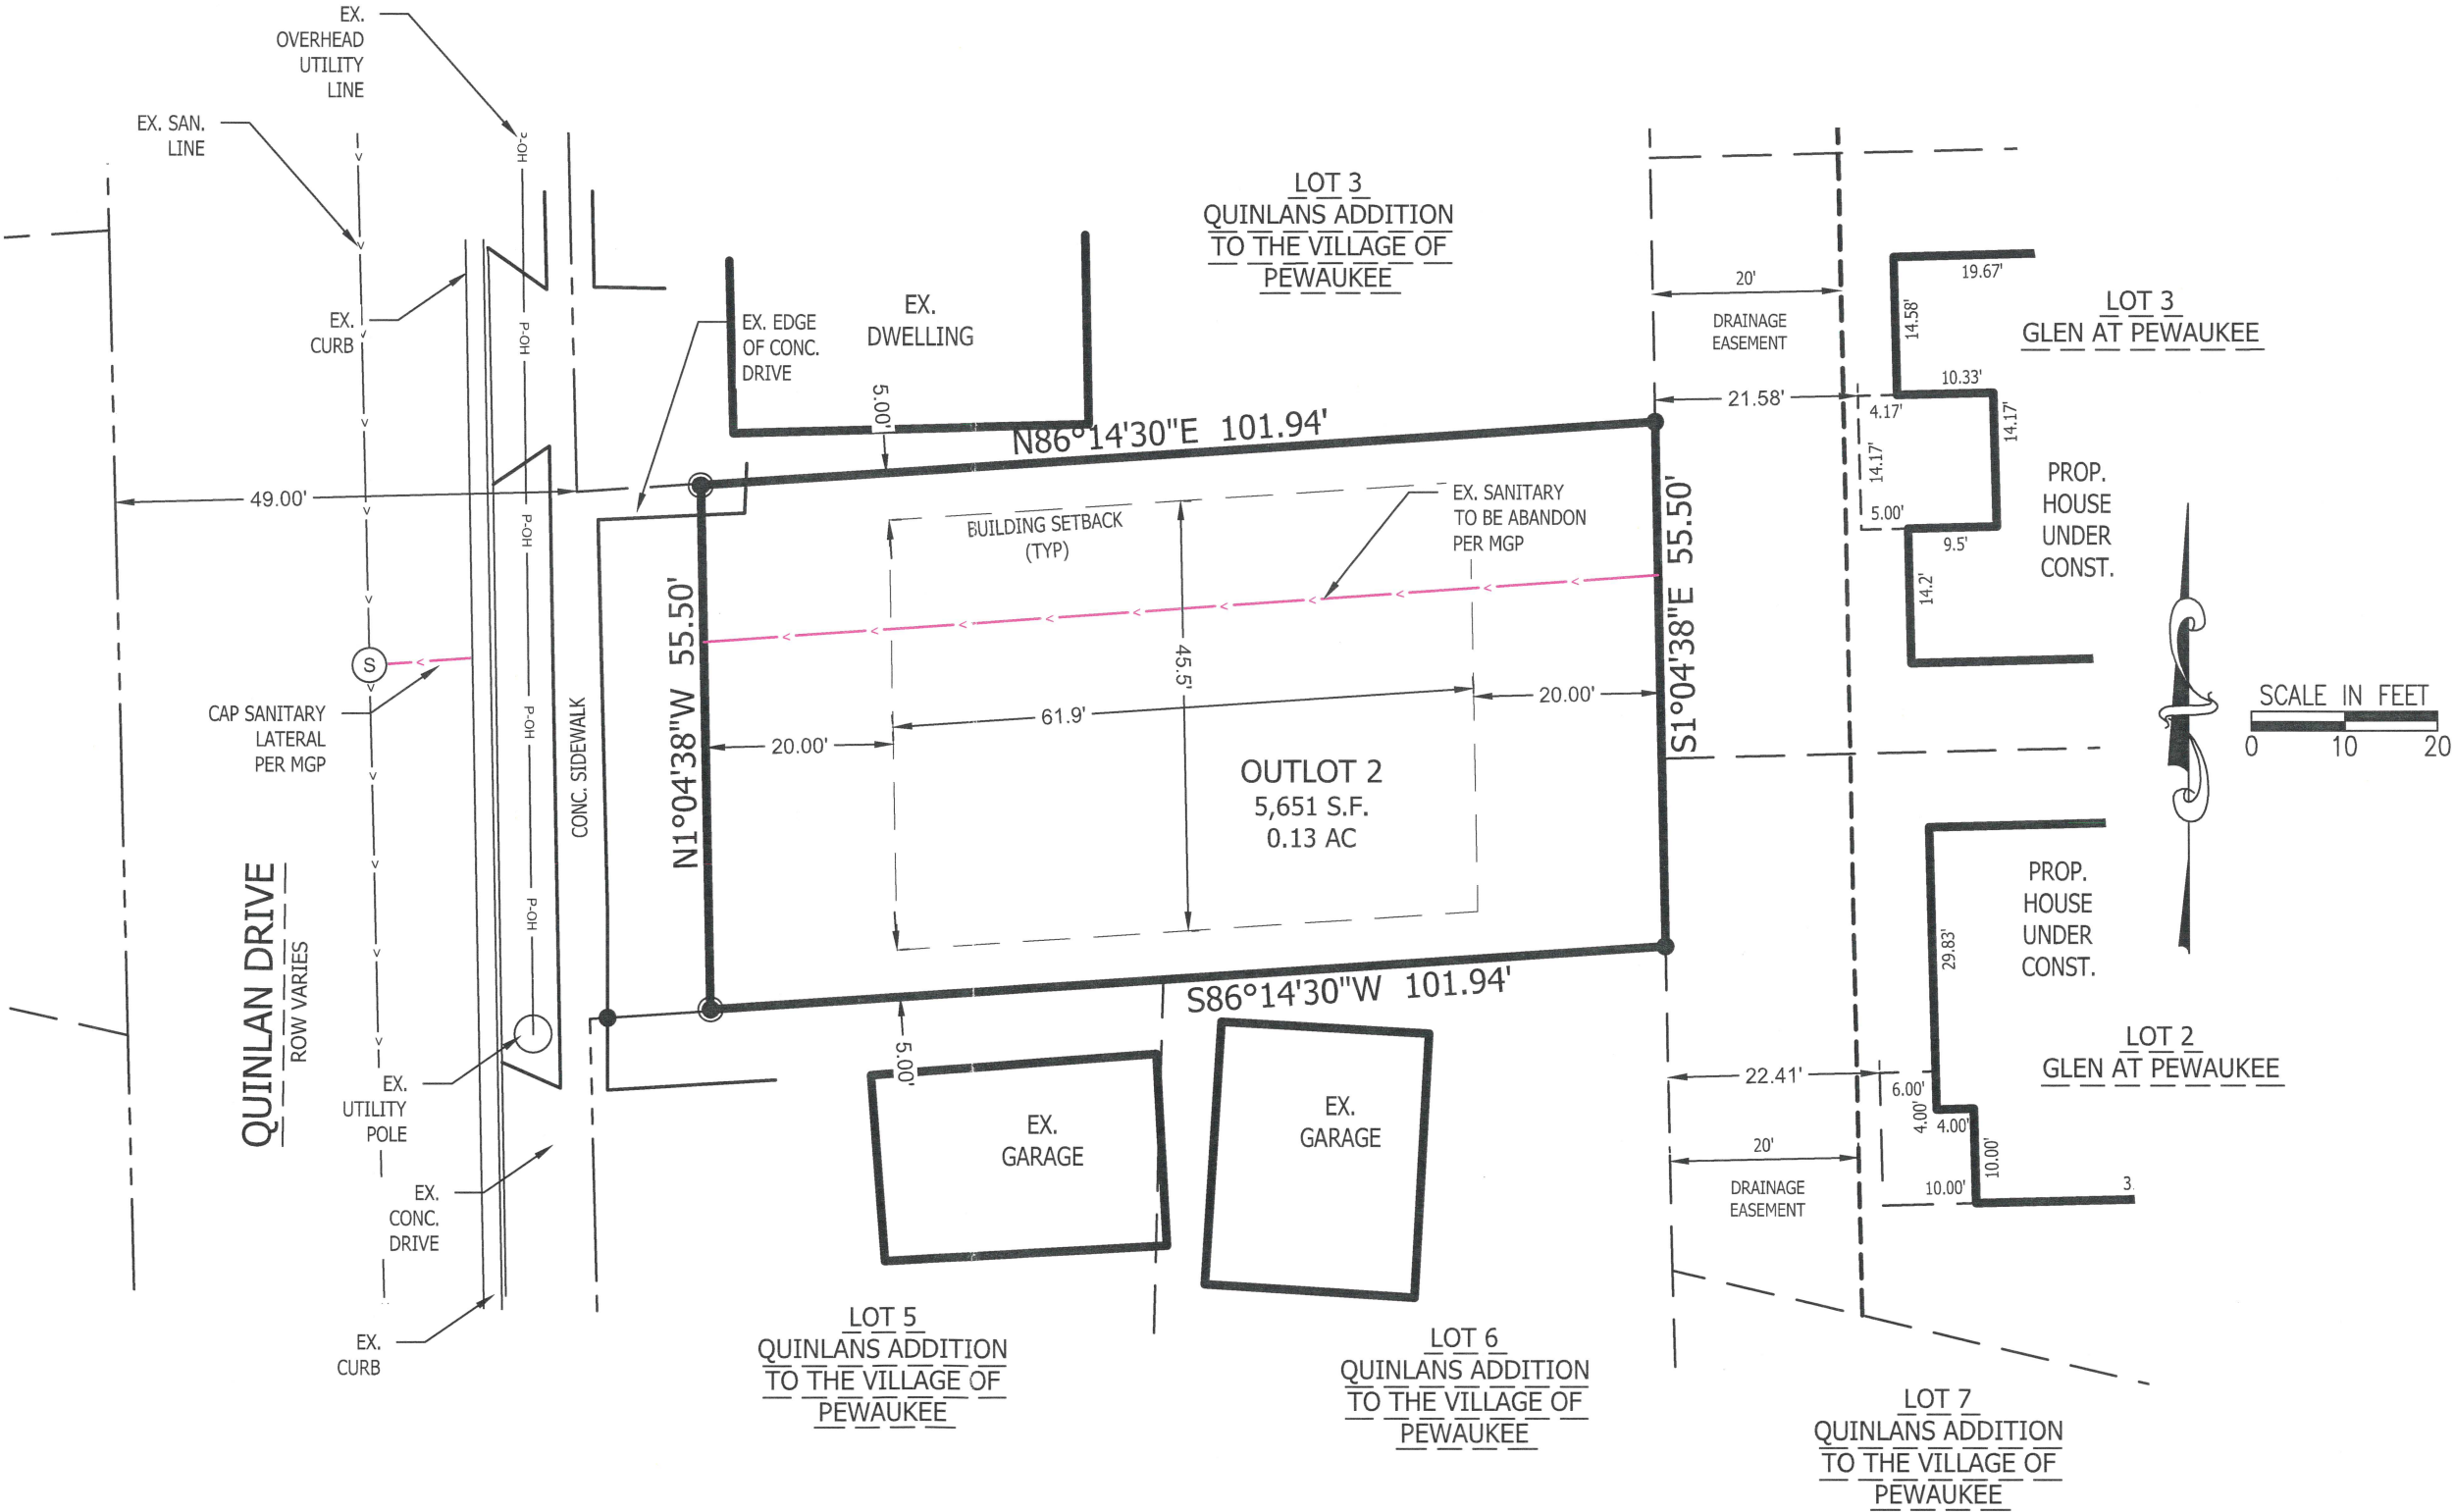 EX.
OVERHEAD
UTILITY
LINE
EX. SAN.
LINE
P-OH
LOT 3
QUINLANS ADDITION
TO THE VILLAGE OF
PEWAUKEE
19.67'
20'
14.58'
LOT 3
GLEN AT PEWAUKEE
EX.
CURB
P-OH
EX. EDGE
OF CONC.
DRIVE
EX.
DWELLING
DRAINAGE
EASEMENT
5.00'
10.33'
21.58'
4.17'
14.17'
N86°14'30"E 101.94'
14.17'
49.00'
P-OH
BUILDING SETBACK
(TYP)
EX. SANITARY
TO BE ABANDON
PER MGP
S1°04'38"E 55.50'
5.00'
9.5'
PROP.
HOUSE
UNDER
CONST.
14.2'
N1°04'38"W 55.50'
S
45.5'
CAP SANITARY
LATERAL
PER MGP
P-OH
CONC. SIDEWALK
20.00'
61.9'
20.00'
SCALE IN FEET
0 10 20
OUTLOT 2
5,651 S.F.
0.13 AC
QUINLAN DRIVE
ROW VARIES
P-OH
PROP.
HOUSE
UNDER
CONST.
29.83'
S86°14'30"W 101.94'
LOT 2
GLEN AT PEWAUKEE
EX.
UTILITY
POLE
5.00'
22.41'
6.00'
4.00'
4.00'
10.00'
EX.
GARAGE
EX.
GARAGE
20'
DRAINAGE
EASEMENT
10.00'
3
EX.
CONC.
DRIVE
EX.
CURB
LOT 5
QUINLANS ADDITION
TO THE VILLAGE OF
PEWAUKEE
LOT 6
QUINLANS ADDITION
TO THE VILLAGE OF
PEWAUKEE
LOT 7
QUINLANS ADDITION
TO THE VILLAGE OF
PEWAUKEE